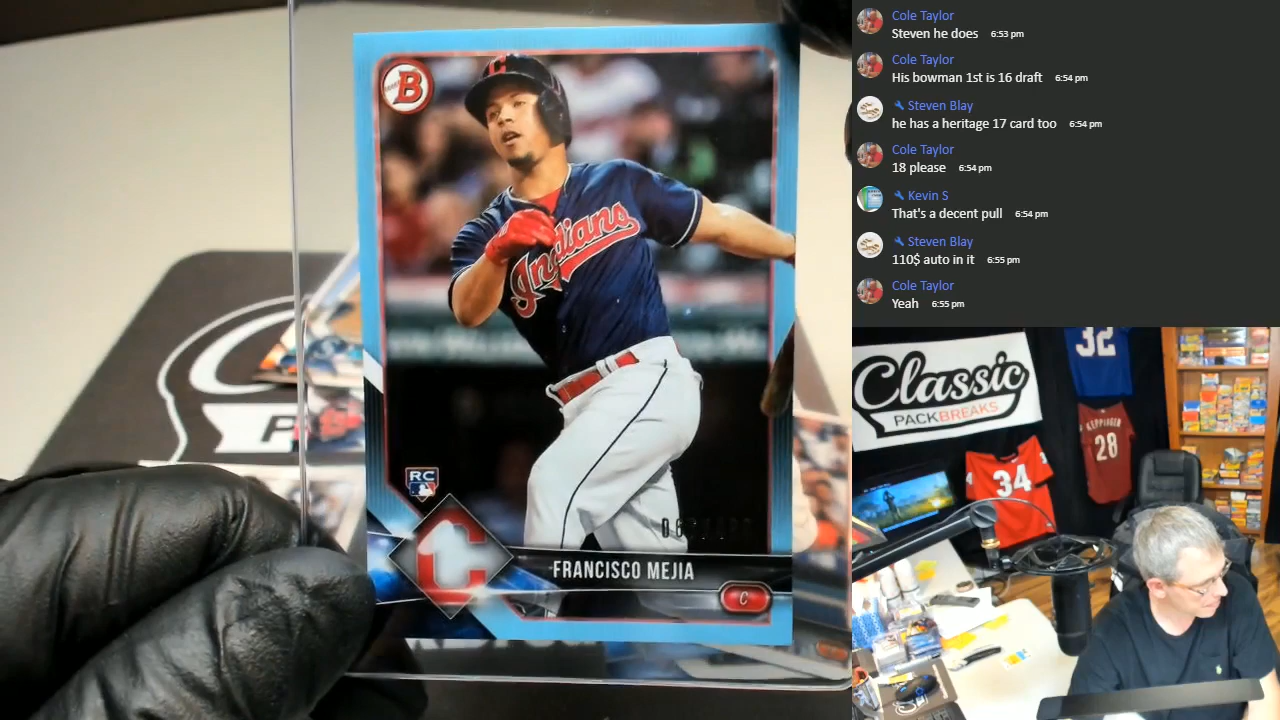 B
Indians
RC
FRANCISCO MEJIA
C
Cole Taylor
Steven he does 6:53 pm
Cole Taylor
His bowman 1st is 16 draft 6:54 pm
Steven Blay
he has a heritage 17 card too 6:54 pm
Cole Taylor
18 please 6:54 pm
Kevin S
That's a decent pull 6:54 pm
Steven Blay
110$ auto in it 6:55 pm
Cole Taylor
Yeah 6:55 pm
Classic
PACKBREAKS
32
KEPPINGER
28
34